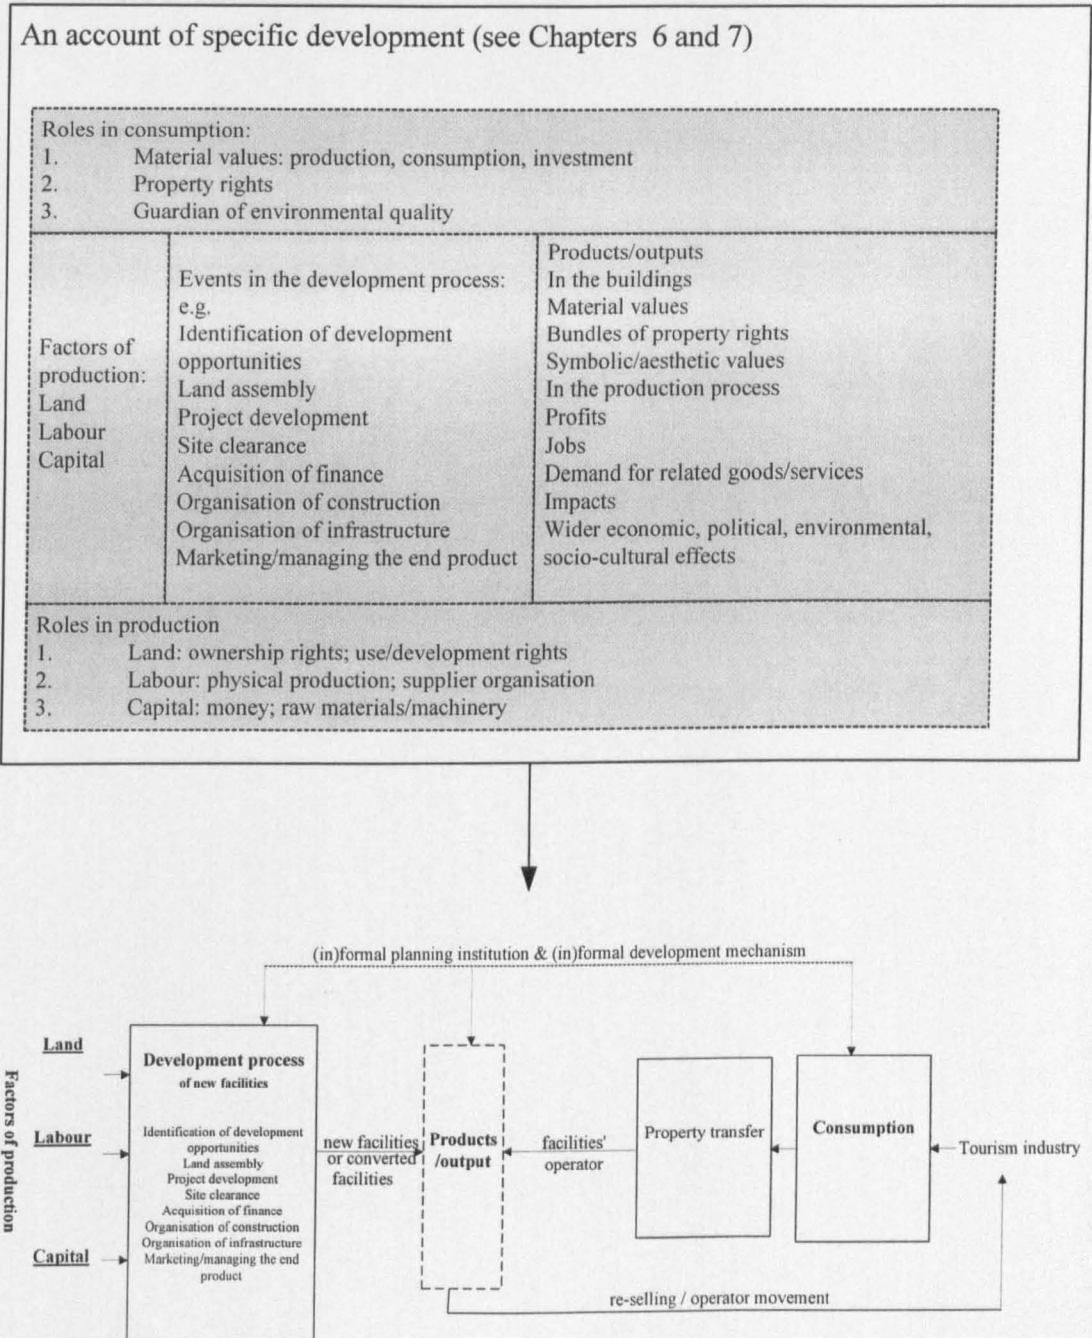 An account of specific development (see Chapters 6 and 7)
Roles in consumption:
1. Material values: production, consumption, investment
2. Property rights
3. Guardian of environmental quality
Factors of
production:
Land
Labour
Capital
Events in the development process:
e.g.
Identification of development
opportunities
Land assembly
Project development
Site clearance
Acquisition of finance
Organisation of construction
Organisation of infrastructure
Marketing/managing the end product
Products/outputs
In the buildings
Material values
Bundles of property rights
Symbolic/aesthetic values
In the production process
Profits
Jobs
Demand for related goods/services
Impacts
Wider economic, political, environmental,
socio-cultural effects
Roles in production
1. Land: ownership rights; use/development rights
2. Labour: physical production; supplier organisation
3. Capital: money; raw materials/machinery
(in)formal planning institution & (in)formal development mechanism
Factors of production
Land
Labour
Capital
Development process
of new facilities
Identification of development
opportunities
Land assembly
Project development
Site clearance
Acquisition of finance
Organisation of construction
Organisation of infrastructure
Marketing/managing the end
product
new facilities
or converted
facilities
Products
/output
facilities'
operator
Property transfer
Consumption
Tourism industry
re-selling / operator movement